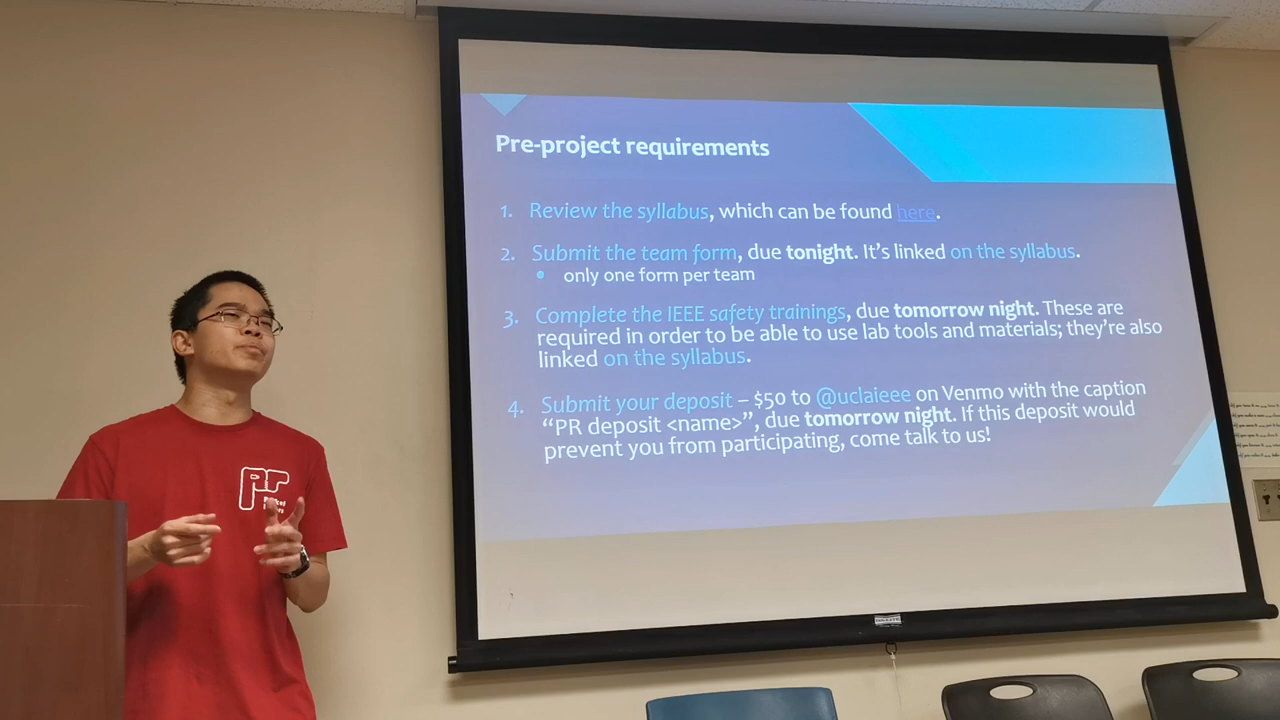 Pre-project requirements
1. Review the syllabus, which can be found here.
2. Submit the team form, due tonight. It's linked on the syllabus.
• only one form per team
3. Complete the IEEE safety trainings, due tomorrow night. These are
required in order to be able to use lab tools and materials; they're also
linked on the syllabus.
4. Submit your deposit – $50 to @uclaieee on Venmo with the caption
"PR deposit <name>", due tomorrow night. If this deposit would
prevent you from participating, come talk to us!
Pr